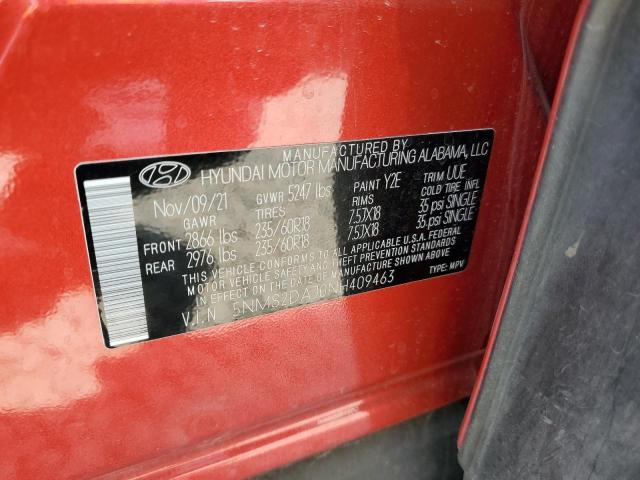 MANUFACTURED BY
HYUNDAI MOTOR MANUFACTURING ALABAMA, LLC
Nov/09/21 GVWR 5247 lbs PAINT Y2E TRIM UUE
GAWR TIRES RIMS COLD TIRE INFL
FRONT 2866 lbs 235/60R18 7.5JX18 35 psi SINGLE
REAR 2976 lbs 235/60R18 7.5JX18 35 psi SINGLE
THIS VEHICLE CONFORMS TO ALL APPLICABLE U.S.A. FEDERAL
MOTOR VEHICLE SAFETY AND THEFT PREVENTION STANDARDS
IN EFFECT ON THE DATE OF MANUFACTURE SHOWN ABOVE.
V.I.N 5NMS2DAJ0NH409463 TYPE: MPV